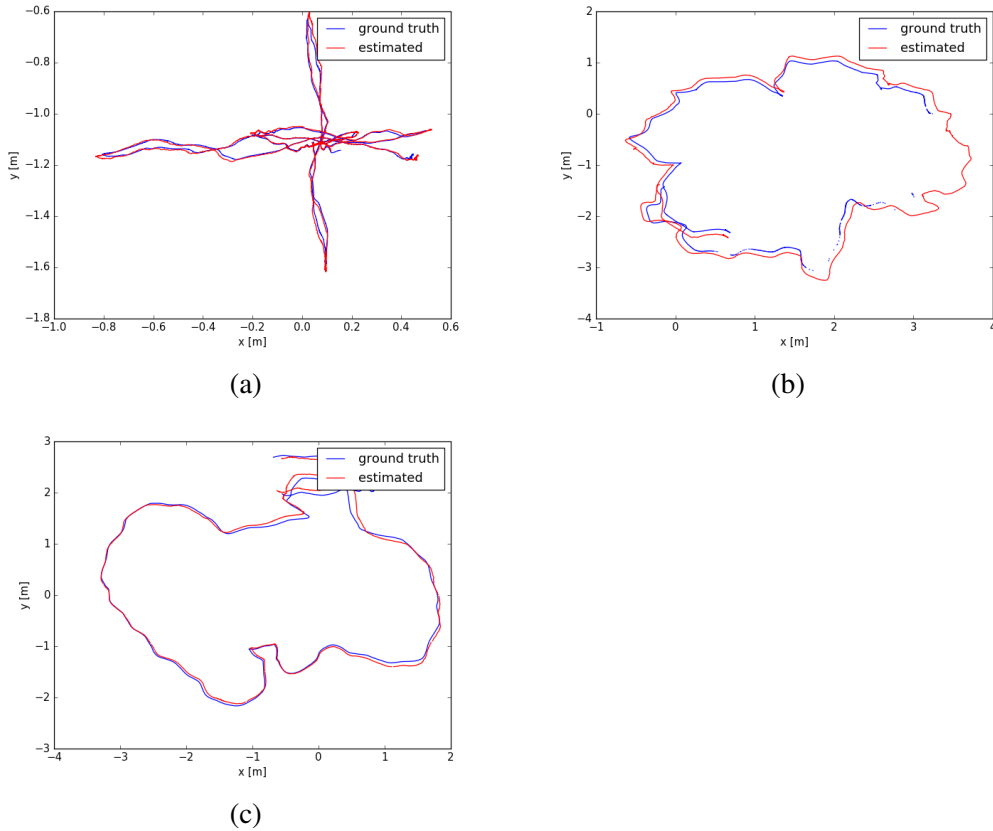 −0.6
−0.8
−1.0
−1.2
−1.4
−1.6
−1.8
y [m]
−1.0 −0.8 −0.6 −0.4 −0.2 0.0 0.2 0.4 0.6
x [m]
ground truth
estimated
(a)
2
1
0
−1
−2
−3
−4
y [m]
−1 0 1 2 3 4
x [m]
ground truth
estimated
(b)
3
2
1
0
−1
−2
−3
y [m]
−4 −3 −2 −1 0 1 2
x [m]
ground truth
estimated
(c)